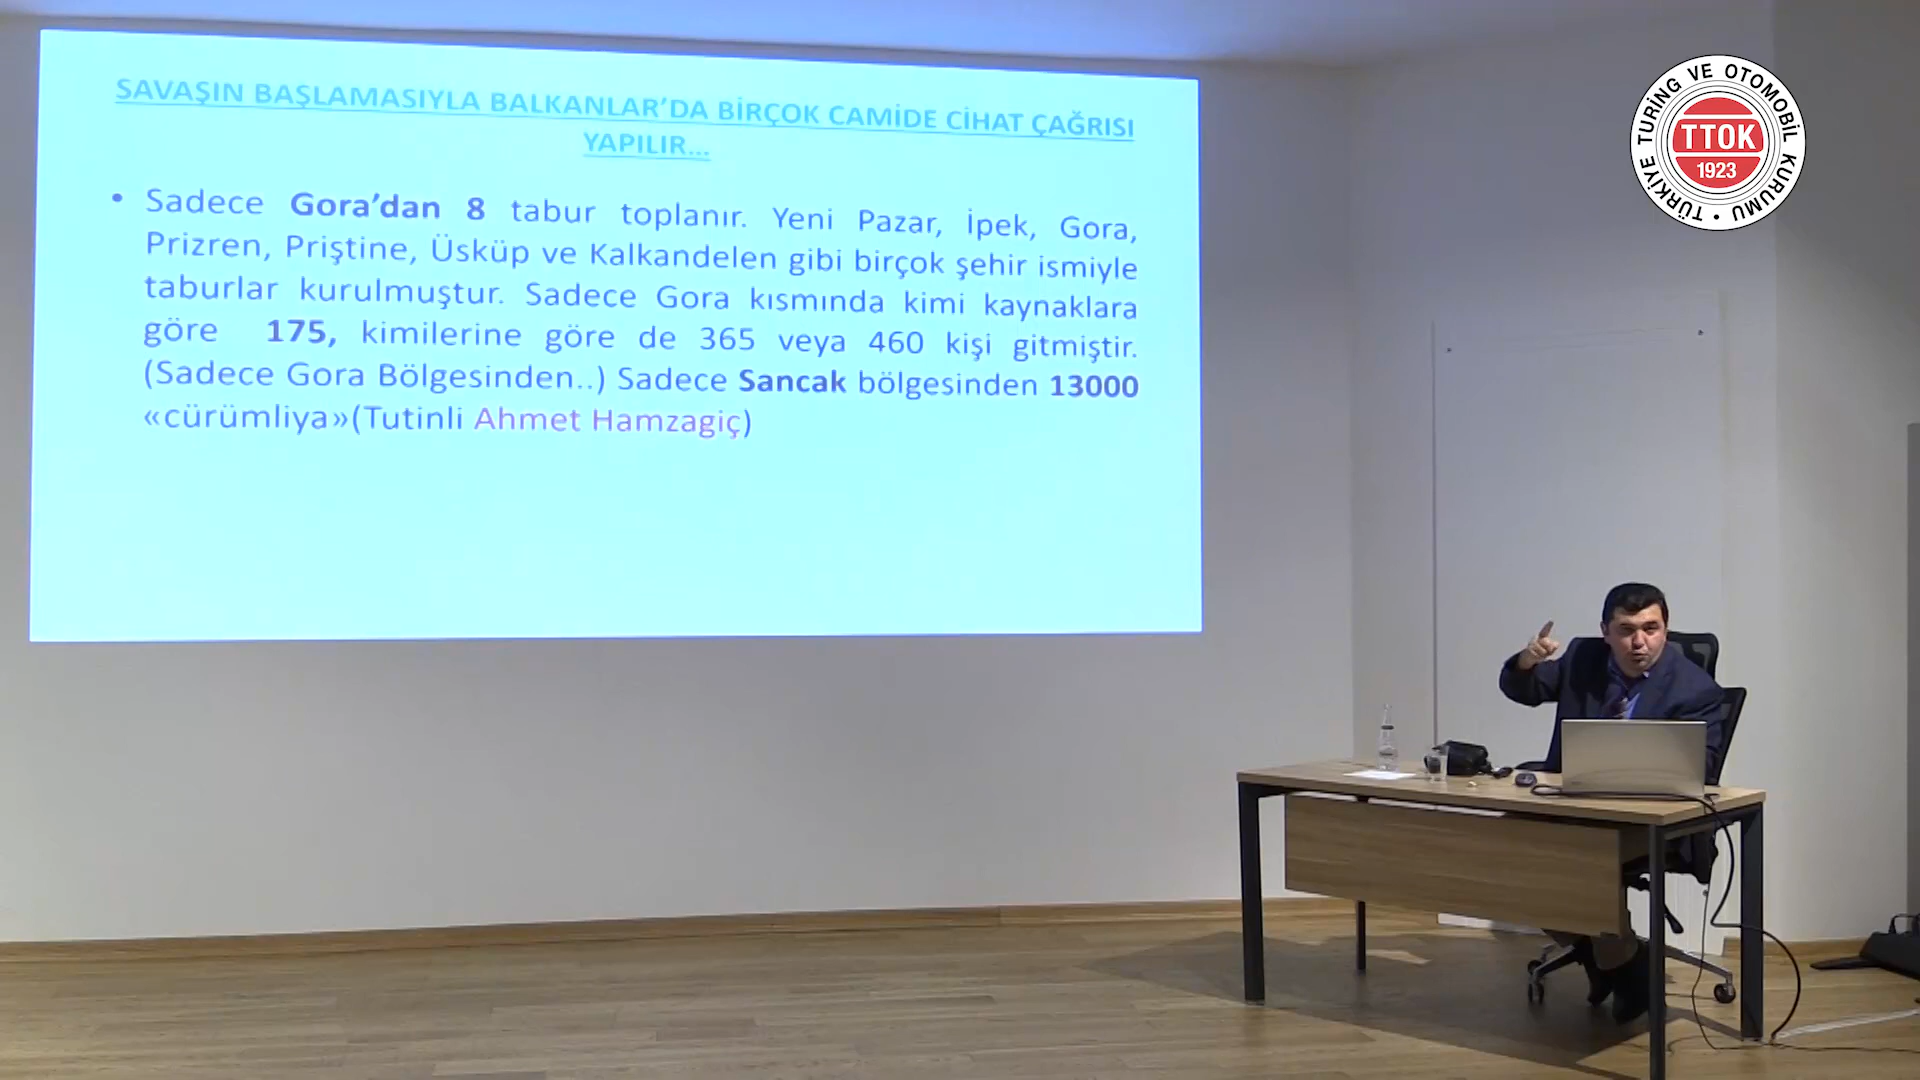 SAVAŞIN BAŞLAMASIYLA BALKANLAR’DA BİRÇOK CAMİDE CİHAT ÇAĞRISI
YAPILIR...
• Sadece Gora’dan 8 tabur toplanır. Yeni Pazar, İpek, Gora,
Prizren, Priştine, Üsküp ve Kalkandelen gibi birçok şehir ismiyle
taburlar kurulmuştur. Sadece Gora kısmında kimi kaynaklara
göre 175, kimilerine göre de 365 veya 460 kişi gitmiştir.
(Sadece Gora Bölgesinden..) Sadece Sancak bölgesinden 13000
«cürümliya»(Tutinli Ahmet Hamzagiç)
TÜRKİYE TURİNG VE OTOMOBİL KURUMU •
TTOK
1923